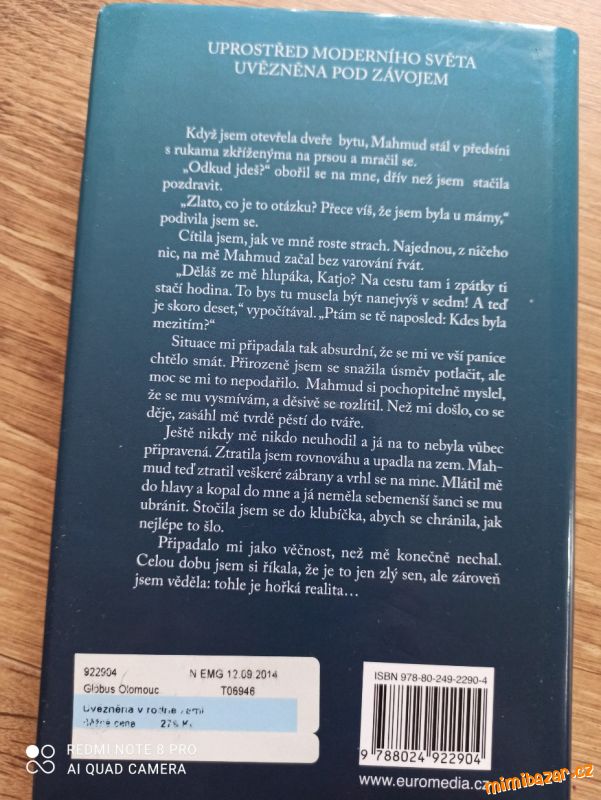 UPROSTŘED MODERNÍHO SVĚTA
UVĚZNĚNA POD ZÁVOJEM
Když jsem otevřela dveře bytu, Mahmud stál v předsíni
s rukama zkříženýma na prsou a mračil se.
„Odkud jdeš?“ obořil se na mne, dřív než jsem stačila
pozdravit.
„Zlato, co je to otázku? Přece víš, že jsem byla u mámy,“
podivila jsem se.
Cítila jsem, jak ve mně roste strach. Najednou, z ničeho
nic, na mě Mahmud začal bez varování řvát.
„Děláš ze mě hlupáka, Katjo? Na cestu tam i zpátky ti
stačí hodina. To bys tu musela být nanejvýš v sedm! A teď
je skoro deset,“ vypočítával. „Ptám se tě naposled: Kdes byla
mezitím?“
Situace mi připadala tak absurdní, že se mi ve vší panice
chtělo smát. Přirozeně jsem se snažila úsměv potlačit, ale
moc se mi to nepodařilo. Mahmud si pochopitelně myslel,
že se mu vysmívám, a děsivě se rozlítil. Než mi došlo, co se
děje, zasáhl mě tvrdě pěstí do tváře.
Ještě nikdy mě nikdo neuhodil a já na to nebyla vůbec
připravená. Ztratila jsem rovnováhu a upadla na zem. Mah-
mud teď ztratil veškeré zábrany a vrhl se na mne. Mlátil mě
do hlavy a kopal do mne a já neměla sebemenší šanci se mu
ubránit. Stočila jsem se do klubíčka, abych se chránila, jak
nejlépe to šlo.
Připadalo mi jako věčnost, než mě konečně nechal.
Celou dobu jsem si říkala, že je to jen zlý sen, ale zároveň
jsem věděla: tohle je hořká realita…
922904 N EMG 12.09.2014
Globus Olomouc T06946
Uvězněna v rodné zemi
Běžná cena Kč
ISBN 978-80-249-2290-4
9 788024 922904
www.euromedia.cz
REDMI NOTE 8 PRO
AI QUAD CAMERA
mimibazar.cz